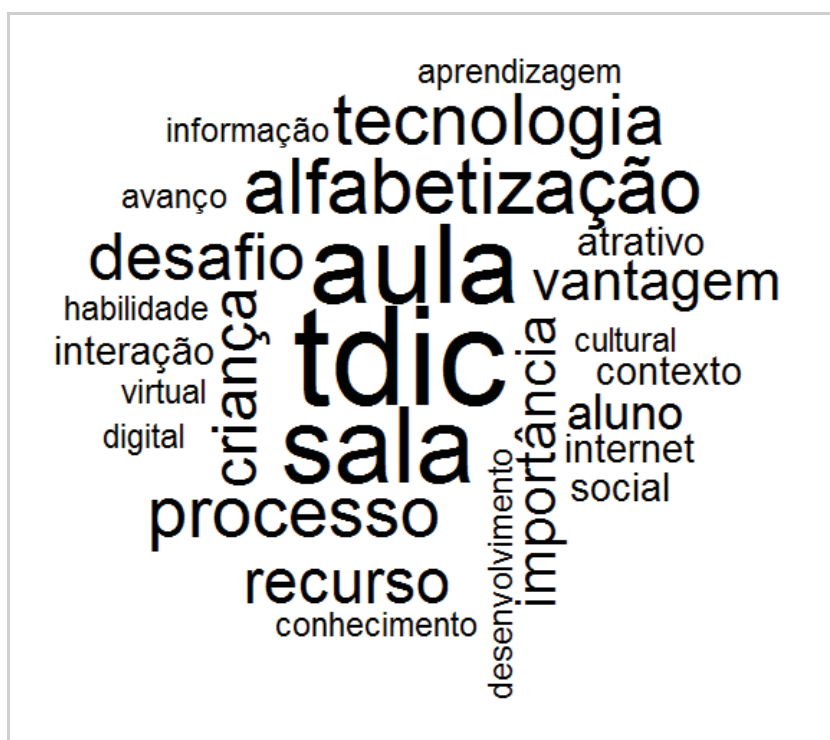 aprendizagem
informação tecnologia
avanço alfabetização
desafio aula atrativo
vantagem
habilidade
interação criança tdic importância cultural
contexto
virtual
aluno
digital sala internet
social
processo desenvolvimento
recurso
conhecimento